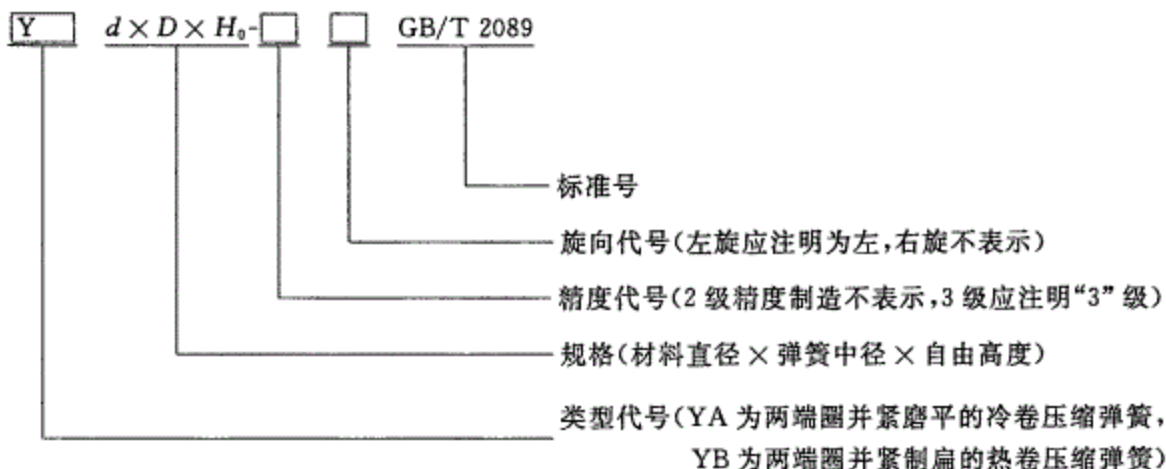 Y d×D×H₀- GB/T 2089
标准号
旋向代号(左旋应注明为左,右旋不表示)
精度代号(2 级精度制造不表示,3 级应注明“3”级)
规格(材料直径×弹簧中径×自由高度)
类型代号(YA 为两端圈并紧磨平的冷卷压缩弹簧,
YB 为两端圈并紧制扁的热卷压缩弹簧)